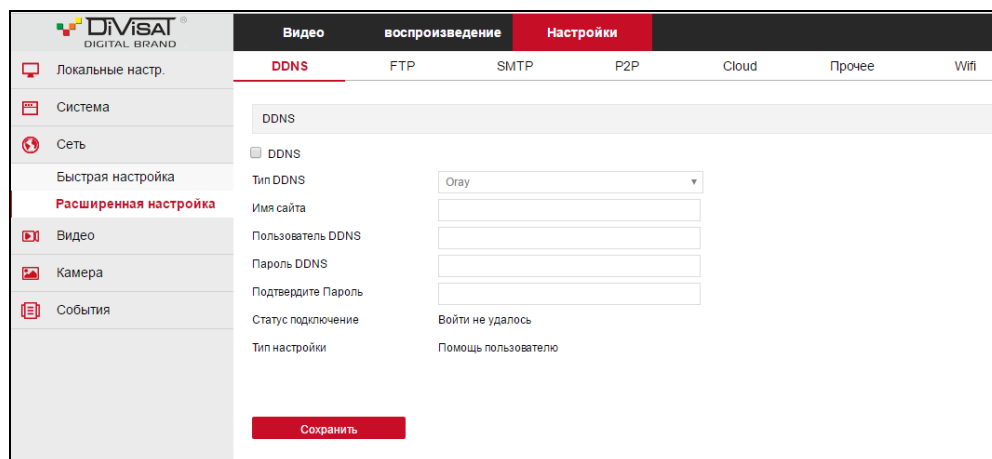 DiViSAT ®
DIGITAL BRAND
Видео воспроизведение Настройки
DDNS FTP SMTP P2P Cloud Прочее Wifi
Локальные настр.
Система
Сеть
Быстрая настройка
Расширенная настройка
Видео
Камера
События
DDNS
DDNS
Тип DDNS Oray
Имя сайта
Пользователь DDNS
Пароль DDNS
Подтвердите Пароль
Статус подключение Войти не удалось
Тип настройки Помощь пользователю
Сохранить